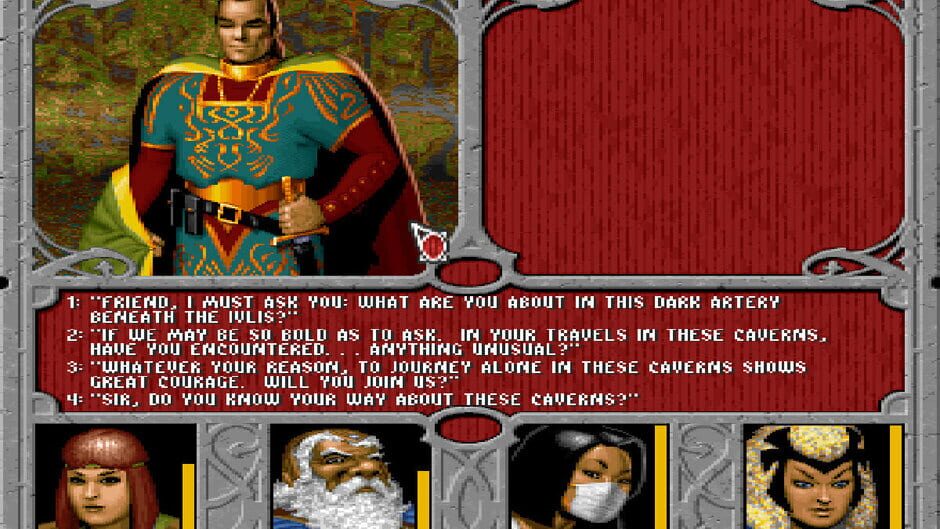 1: "FRIEND, I MUST ASK YOU: WHAT ARE YOU ABOUT IN THIS DARK ARTERY
BENEATH THE IVLIS?"
2: "IF WE MAY BE SO BOLD AS TO ASK. IN YOUR TRAVELS IN THESE CAVERNS,
HAVE YOU ENCOUNTERED. . . ANYTHING UNUSUAL?"
3: "WHATEVER YOUR REASON, TO JOURNEY ALONE IN THESE CAVERNS SHOWS
GREAT COURAGE. WILL YOU JOIN US?"
4: "SIR, DO YOU KNOW YOUR WAY ABOUT THESE CAVERNS?"